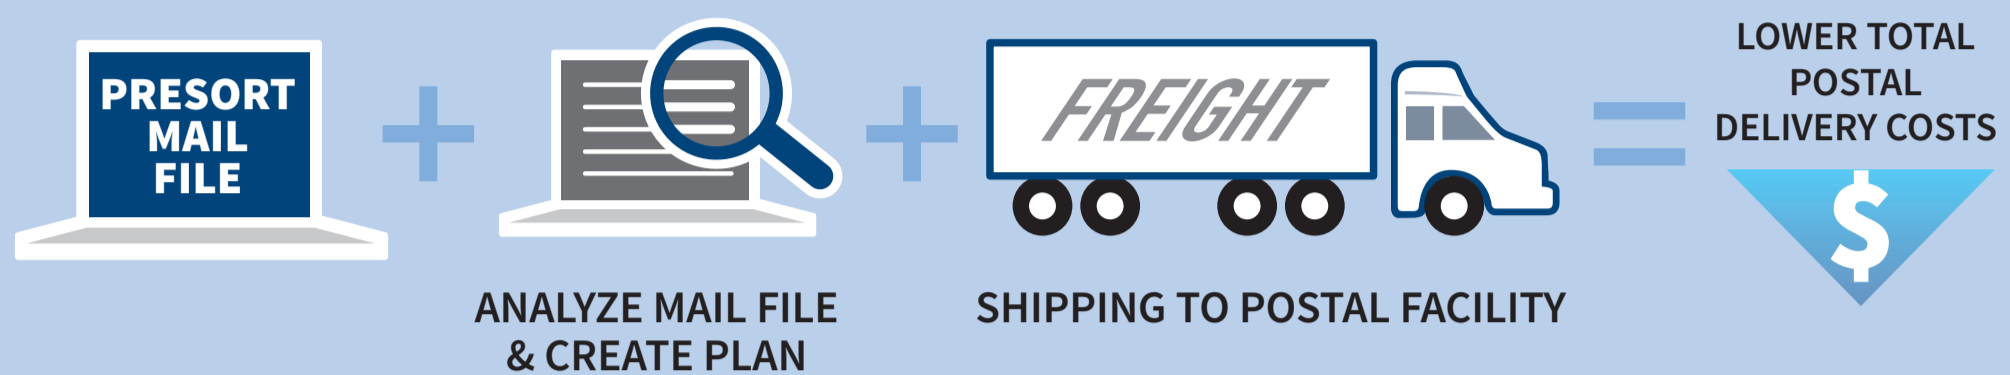 PRESORT
MAIL
FILE
ANALYZE MAIL FILE
& CREATE PLAN
FREIGHT
SHIPPING TO POSTAL FACILITY
LOWER TOTAL
POSTAL
DELIVERY COSTS
$